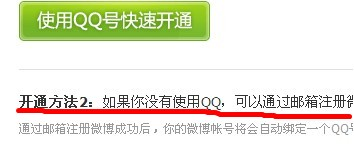 使用QQ号快速开通
开通方法2：如果你没有使用QQ，可以通过邮箱注册微
通过邮箱注册微博成功后，你的微博帐号将会自动绑定一个QQ号